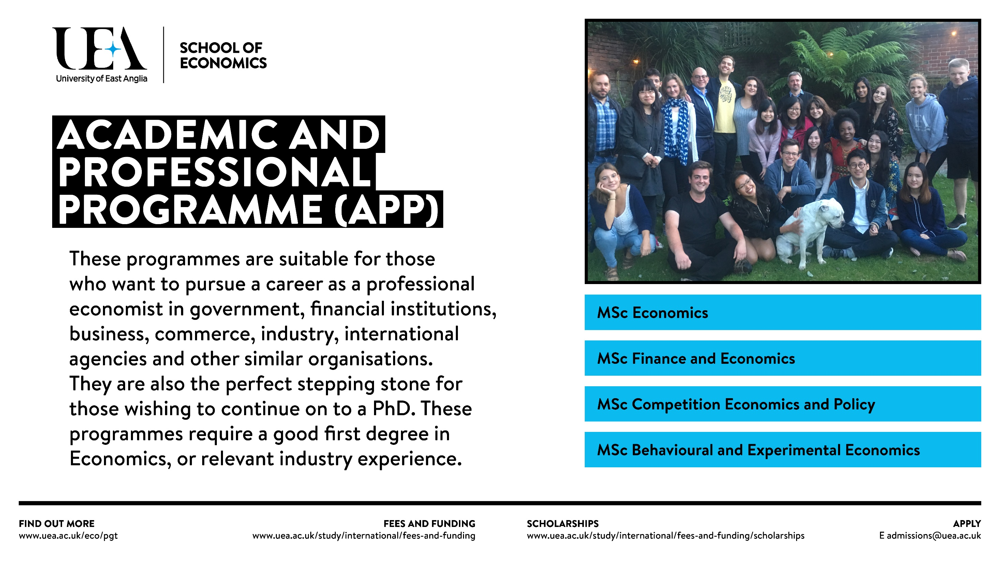 UEA
University of East Anglia
SCHOOL OF
ECONOMICS
ACADEMIC AND
PROFESSIONAL
PROGRAMME (APP)
These programmes are suitable for those
who want to pursue a career as a professional
economist in government, financial institutions,
business, commerce, industry, international
agencies and other similar organisations.
They are also the perfect stepping stone for
those wishing to continue on to a PhD. These
programmes require a good first degree in
Economics, or relevant industry experience.
UEA
MSc Economics
MSc Finance and Economics
MSc Competition Economics and Policy
MSc Behavioural and Experimental Economics
FIND OUT MORE
www.uea.ac.uk/eco/pgt
FEES AND FUNDING
www.uea.ac.uk/study/international/fees-and-funding
SCHOLARSHIPS
www.uea.ac.uk/study/international/fees-and-funding/scholarships
APPLY
E admissions@uea.ac.uk